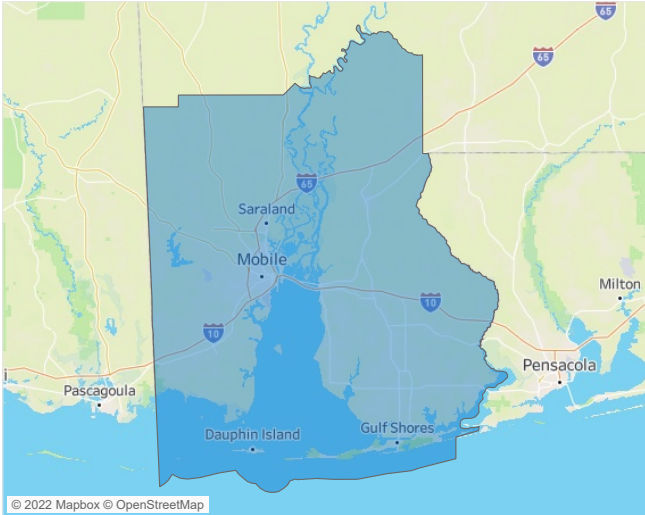 65
65
65
Saraland
Mobile
Milton
10
10
i
Pensacola
Pascagoula
Gulf Shores
Dauphin Island
© 2022 Mapbox © OpenStreetMap